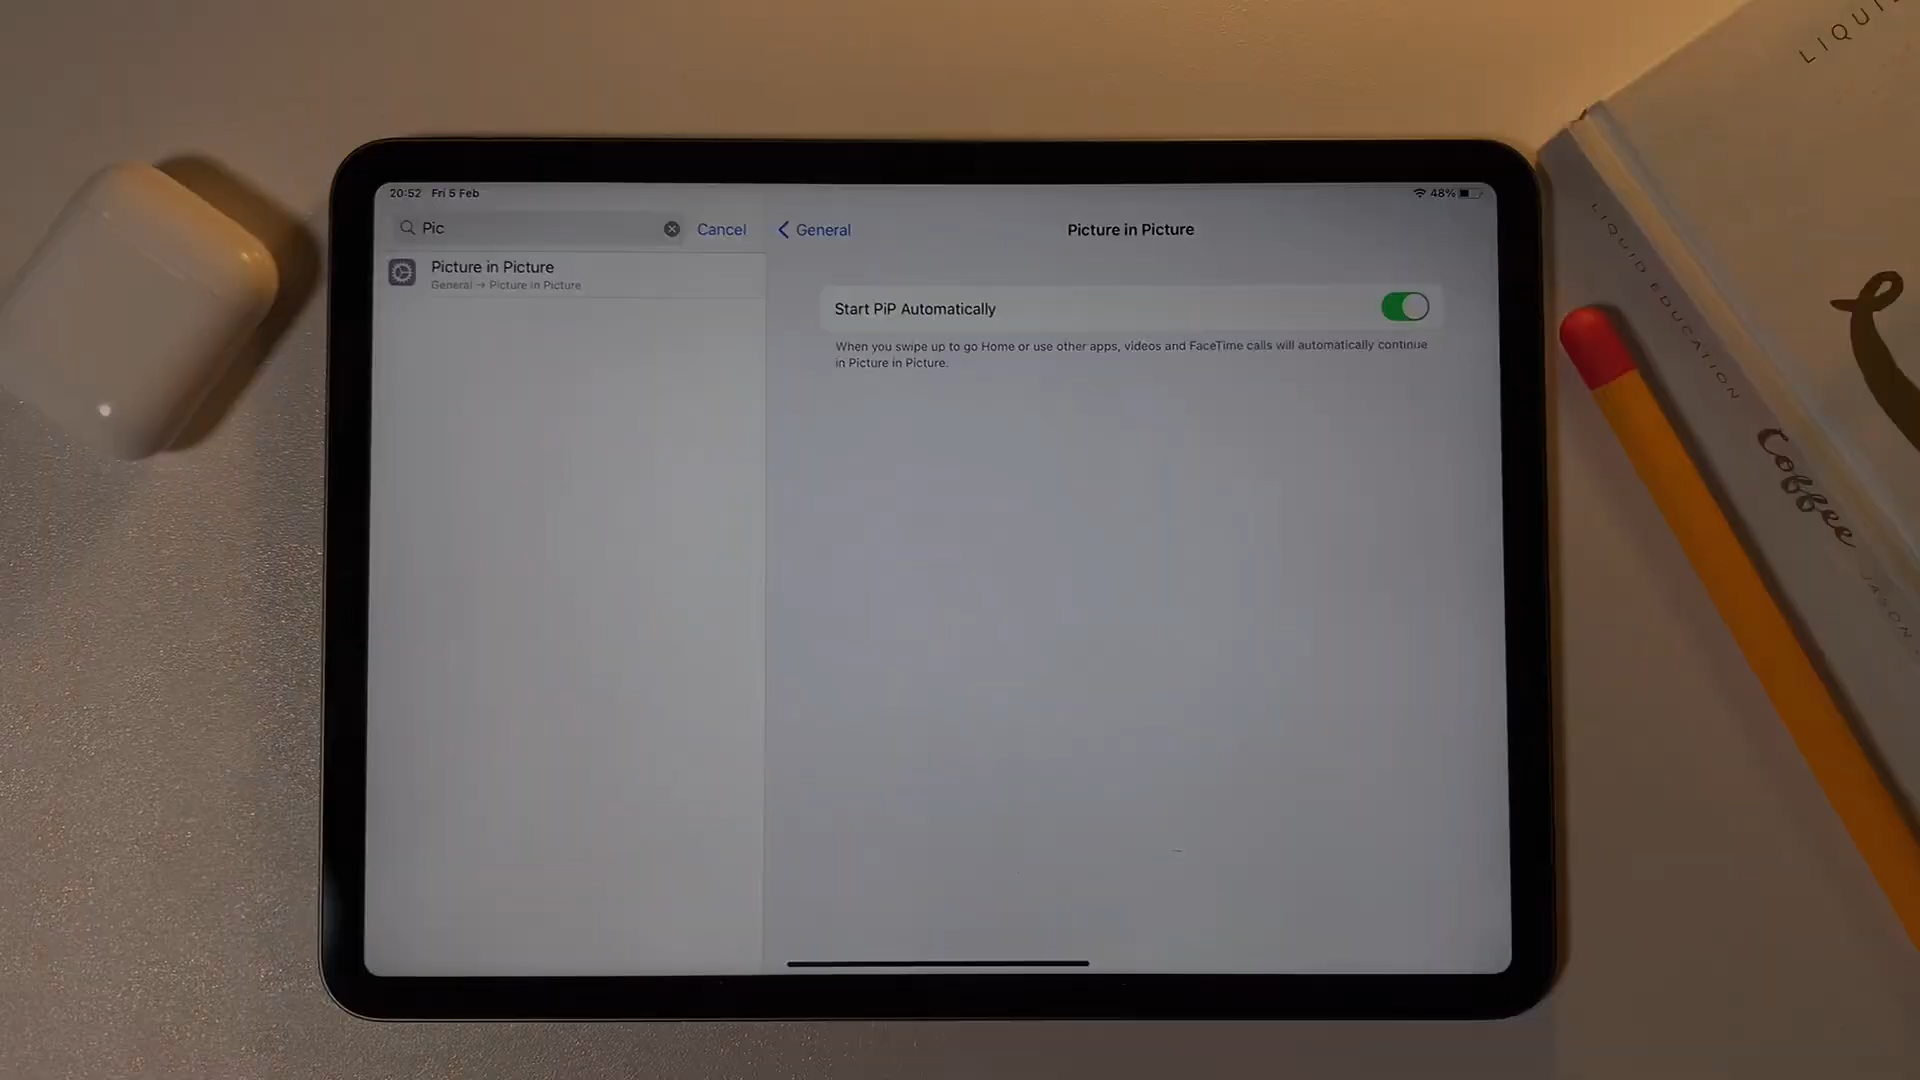 20:52 Fri 5 Feb
48%
Pic
Cancel
General
Picture in Picture
Picture in Picture
General → Picture in Picture
Start PiP Automatically
When you swipe up to go Home or use other apps, videos and FaceTime calls will automatically continue
in Picture in Picture.
LIQUID EDUCATION
Coffee
JASON